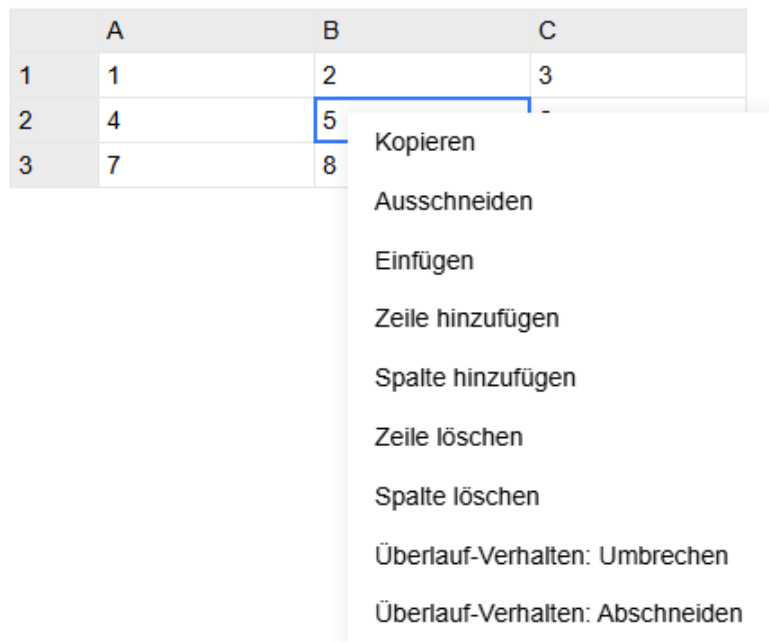 A B C
1 1 2 3
2 4 5
3 7 8
Kopieren
Ausschneiden
Einfügen
Zeile hinzufügen
Spalte hinzufügen
Zeile löschen
Spalte löschen
Überlauf-Verhalten: Umbrechen
Überlauf-Verhalten: Abschneiden